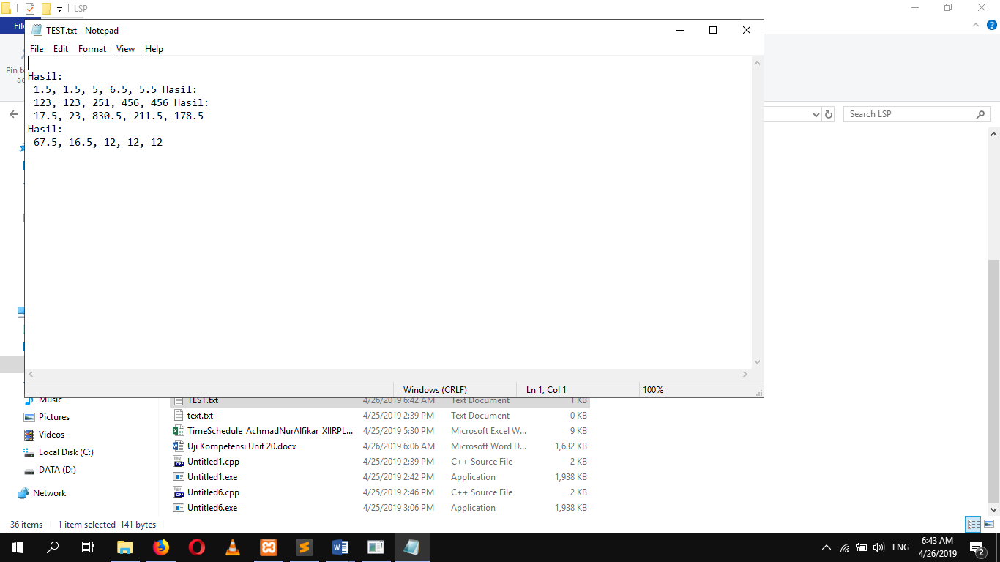 LSP
File
TEST.txt - Notepad
File Edit Format View Help
Pin to
Hasil:
1.5, 1.5, 5, 6.5, 5.5 Hasil:
123, 123, 251, 456, 456 Hasil:
17.5, 23, 830.5, 211.5, 178.5
Hasil:
67.5, 16.5, 12, 12, 12
Search LSP
Windows (CRLF) Ln 1, Col 1 100%
Music
Pictures
Videos
Local Disk (C:)
DATA (D:)
Network
TEST.txt 4/26/2019 6:42 AM Text Document 1 KB
text.txt 4/25/2019 2:39 PM Text Document 0 KB
TimeSchedule_AchmadNurAlfikar_XIIRPL... 4/25/2019 5:30 PM Microsoft Excel W... 9 KB
Uji Kompetensi Unit 20.docx 4/26/2019 6:06 AM Microsoft Word D... 1,632 KB
Untitled1.cpp 4/25/2019 2:39 PM C++ Source File 2 KB
Untitled1.exe 4/25/2019 2:42 PM Application 1,938 KB
Untitled6.cpp 4/25/2019 2:46 PM C++ Source File 2 KB
Untitled6.exe 4/25/2019 3:06 PM Application 1,938 KB
36 items 1 item selected 141 bytes
ENG
6:43 AM
4/26/2019
2